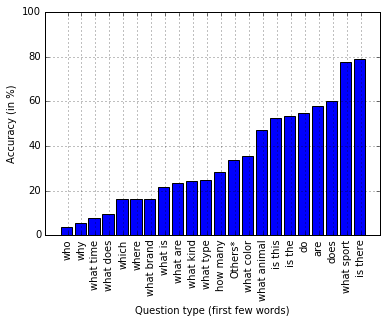 100
80
60
40
20
0
Accuracy (in %)
who
why
what time
what does
which
where
what brand
what is
what are
what kind
what type
how many
Others*
what color
what animal
is this
is the
do
are
does
what sport
is there
Question type (first few words)